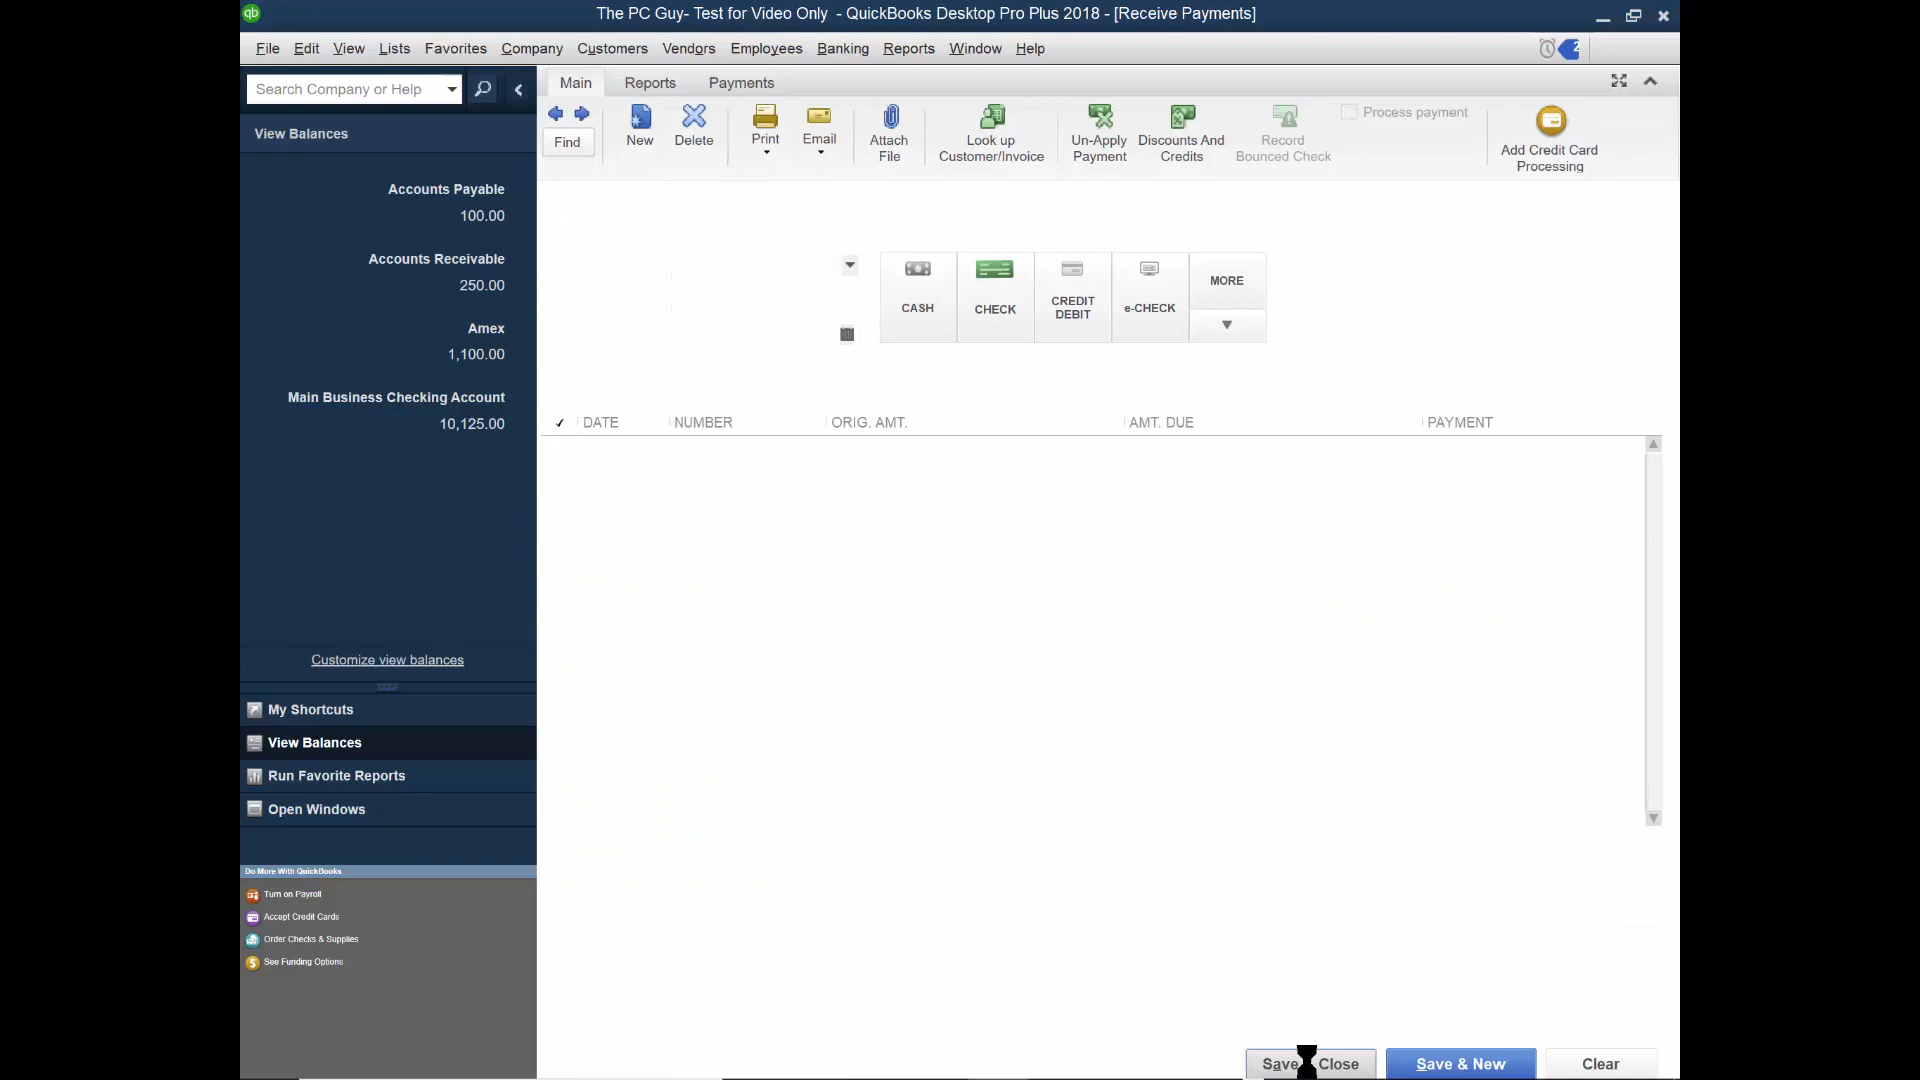 The PC Guy- Test for Video Only - QuickBooks Desktop Pro Plus 2018 - [Receive Payments]
File Edit View Lists Favorites Company Customers Vendors Employees Banking Reports Window Help
2
Search Company or Help
Main Reports Payments
Find
New
Delete
Print
Email
Attach File
Look up Customer/Invoice
Un-Apply Payment
Discounts And Credits
Record Bounced Check
Process payment
Add Credit Card Processing
View Balances
Accounts Payable
100.00
Accounts Receivable
250.00
Amex
1,100.00
Main Business Checking Account
10,125.00
Customize view balances
My Shortcuts
View Balances
Run Favorite Reports
Open Windows
Do More With QuickBooks
Turn on Payroll
Accept Credit Cards
Order Checks & Supplies
See Funding Options
CASH
CHECK
CREDIT DEBIT
e-CHECK
MORE
DATE NUMBER ORIG. AMT. AMT. DUE PAYMENT
Save Close
Save & New
Clear